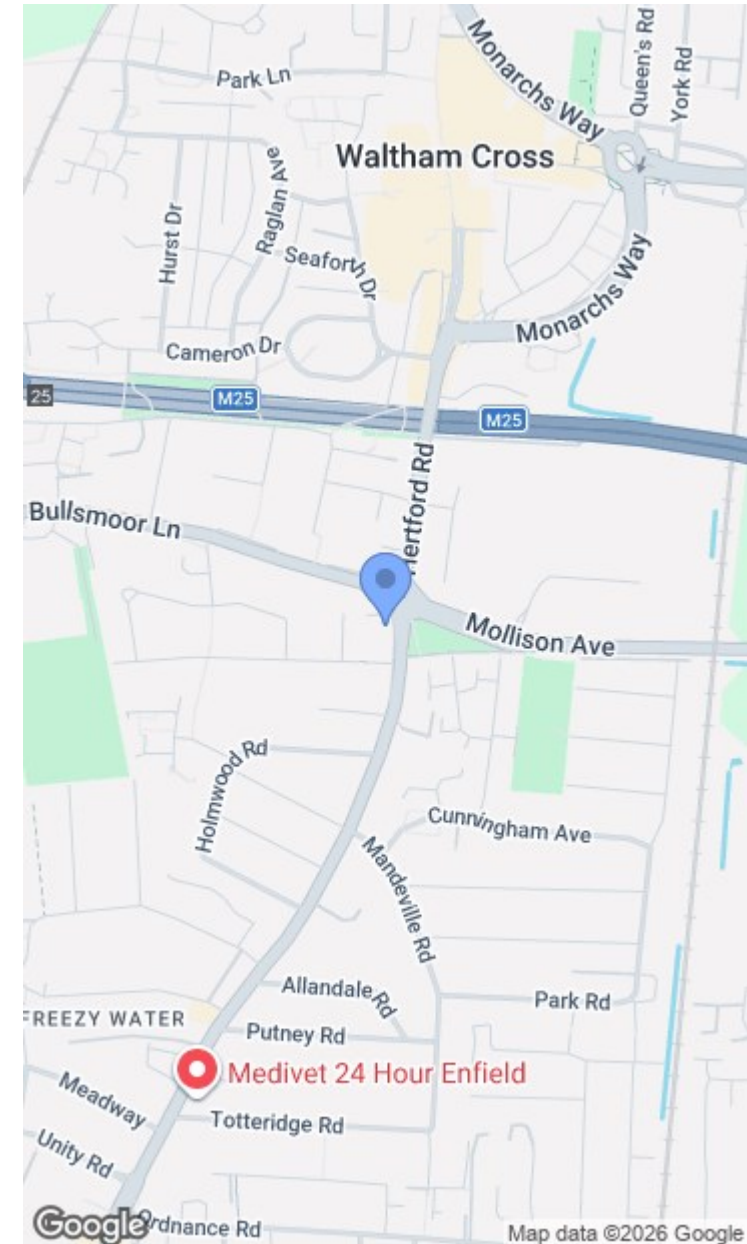 Park Ln
Monarchs Way
Queen's Rd
York Rd
Waltham Cross
Hurst Dr
Raglan Ave
Seaforth Dr
Monarchs Way
Cameron Dr
25
M25
M25
Hertford Rd
Bullsmoor Ln
Mollison Ave
Holmwood Rd
Cunningham Ave
Mandeville Rd
Allandale Rd
Park Rd
FREEZY WATER
Putney Rd
Medivet 24 Hour Enfield
Meadway
Totteridge Rd
Unity Rd
Ordnance Rd
Google
Map data ©2026 Google